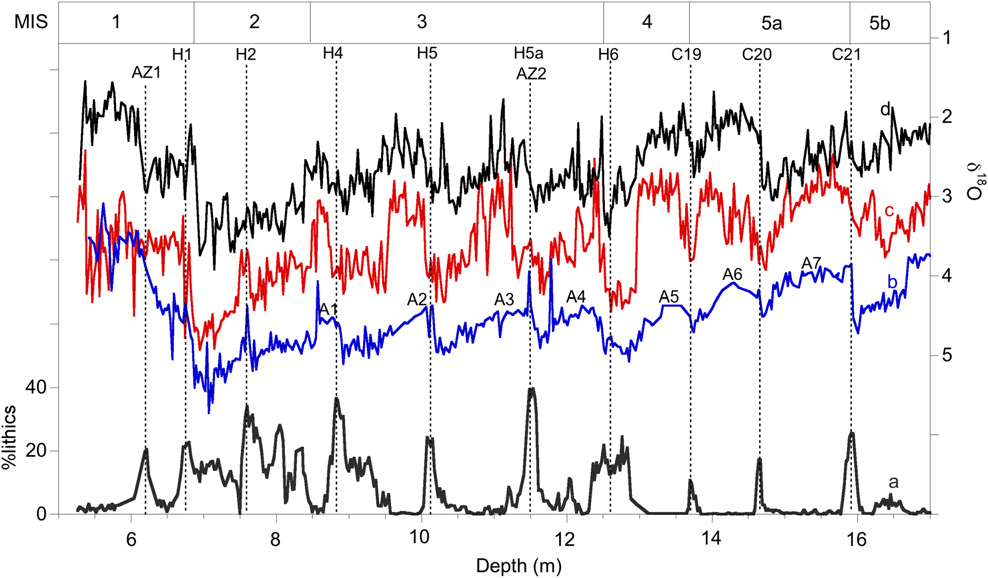 MIS 1 2 3 4 5a 5b
1
H1 H2 H4 H5 H5a H6 C19 C20 C21
AZ1 AZ2
d
2
c
3
δ18O
A1 A2 A3 A4 A5 A6 A7
b
4
5
40
20
0
%lithics
a
6 8 10 12 14 16
Depth (m)